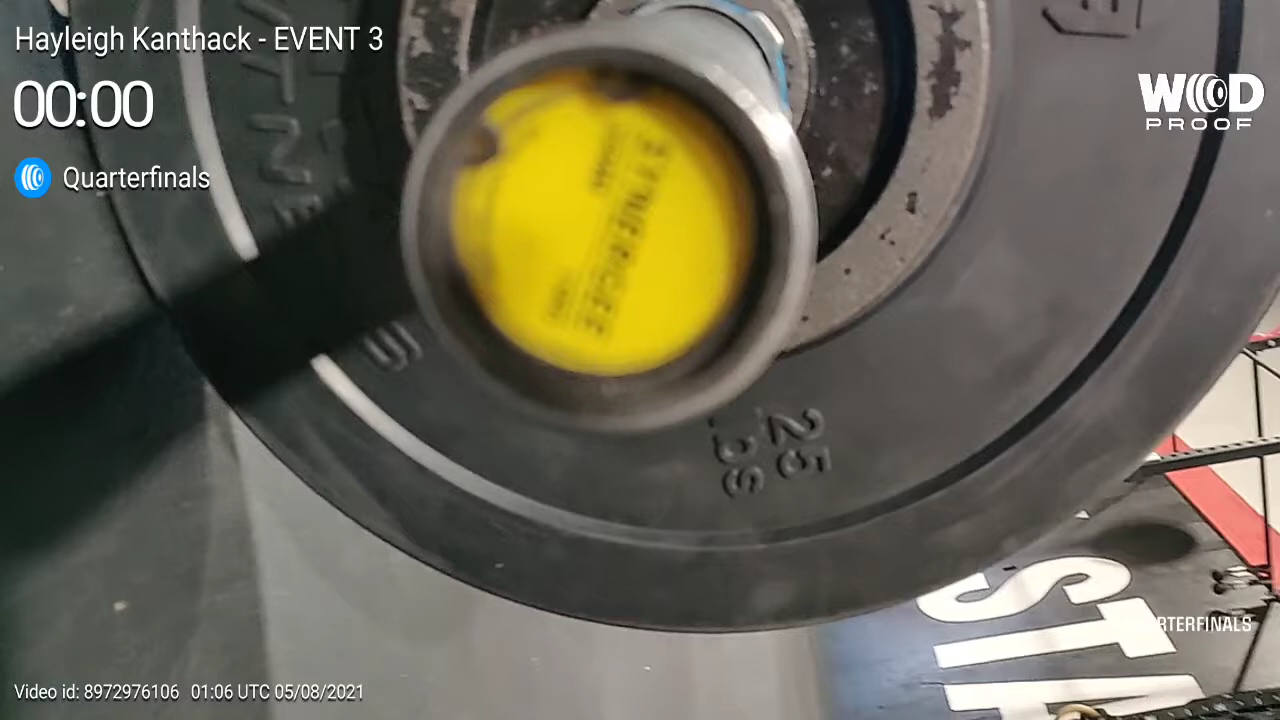 Hayleigh Kanthack - EVENT 3
00:00
WOD
PROOF
Quarterfinals
25
LBS
STA
RTERFINALS
Video id: 8972976106 01:06 UTC 05/08/2021